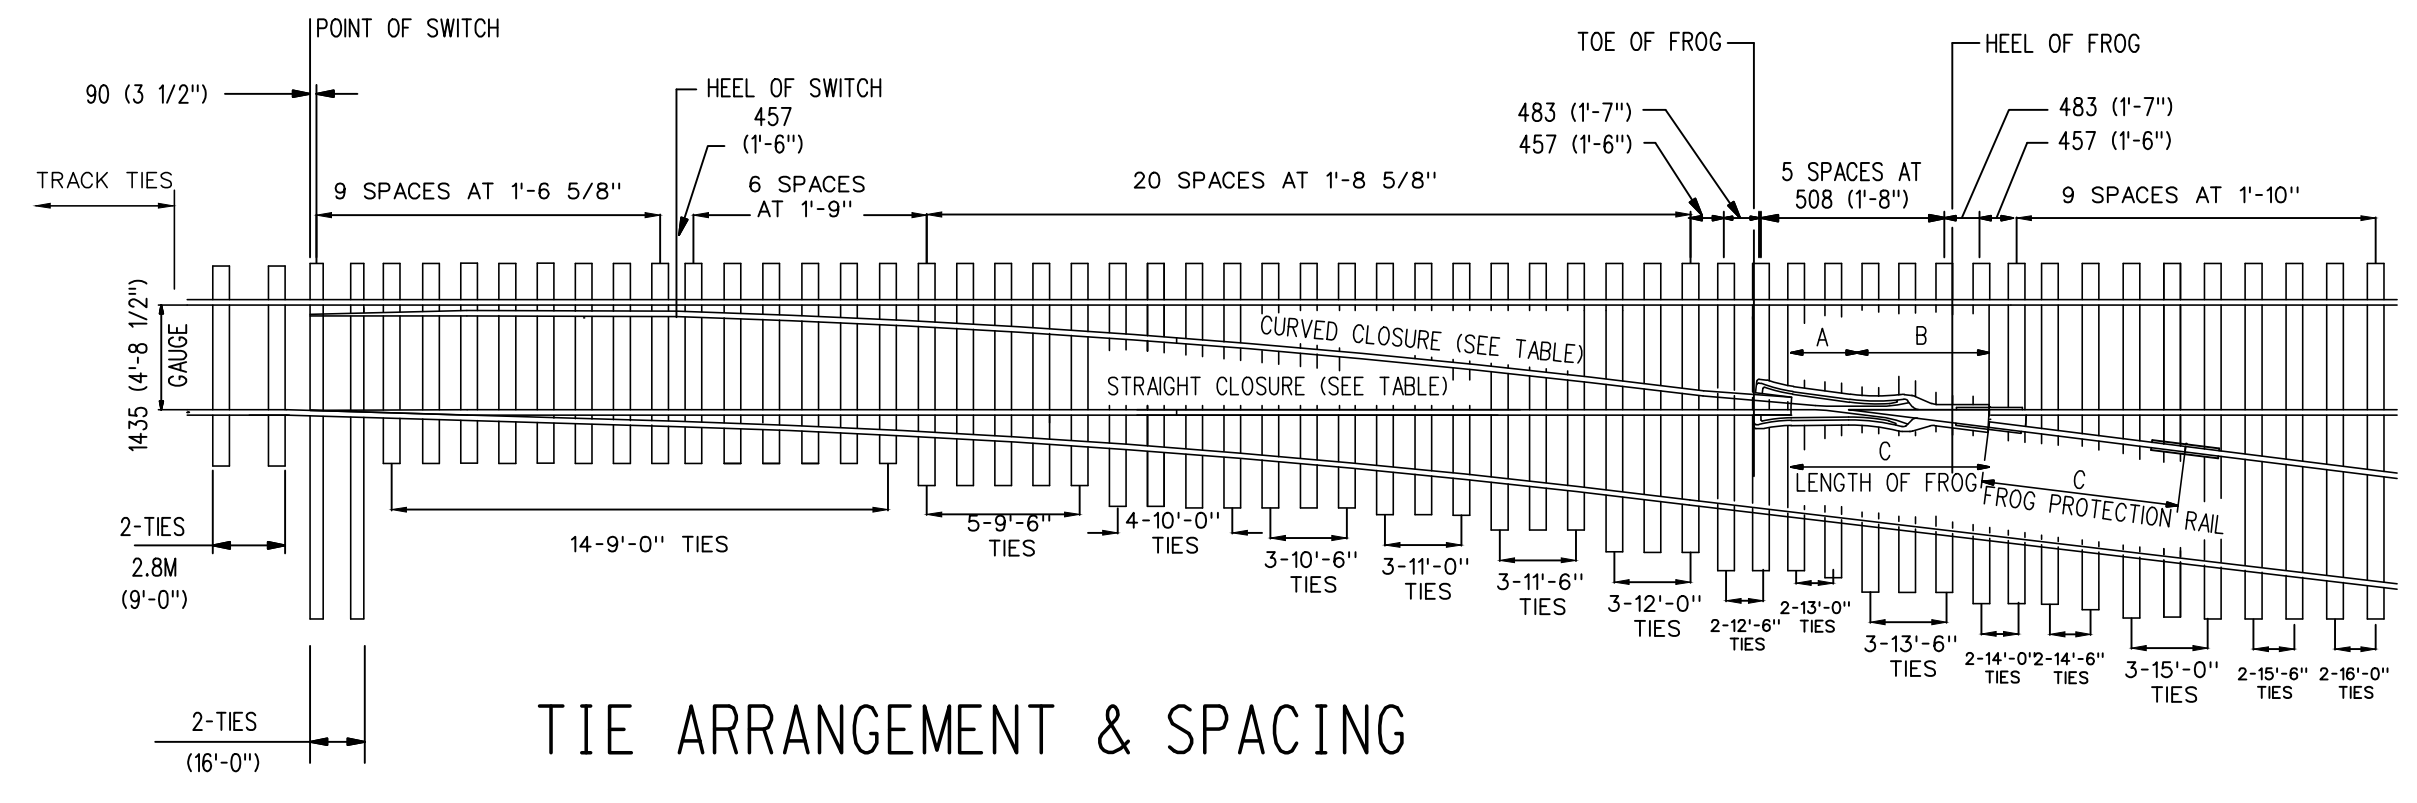 POINT OF SWITCH
TOE OF FROG
HEEL OF FROG
90 (3 1/2")
HEEL OF SWITCH
457
(1'-6")
483 (1'-7")
457 (1'-6")
483 (1'-7")
457 (1'-6")
TRACK TIES
9 SPACES AT 1'-6 5/8"
6 SPACES
AT 1'-9"
20 SPACES AT 1'-8 5/8"
5 SPACES AT
508 (1'-8")
9 SPACES AT 1'-10"
1435 (4'-8 1/2")
GAUGE
CURVED CLOSURE (SEE TABLE)
STRAIGHT CLOSURE (SEE TABLE)
A
B
C
LENGTH OF FROG
C
FROG PROTECTION RAIL
2-TIES
2.8M
(9'-0")
14-9'-0" TIES
5-9'-6"
TIES
4-10'-0"
TIES
3-10'-6"
TIES
3-11'-0"
TIES
3-11'-6"
TIES
3-12'-0"
TIES
2-12'-6"
TIES
2-13'-0"
TIES
3-13'-6"
TIES
2-14'-0"
TIES
2-14'-6"
TIES
3-15'-0"
TIES
2-15'-6"
TIES
2-16'-0"
TIES
2-TIES
(16'-0")
TIE ARRANGEMENT & SPACING